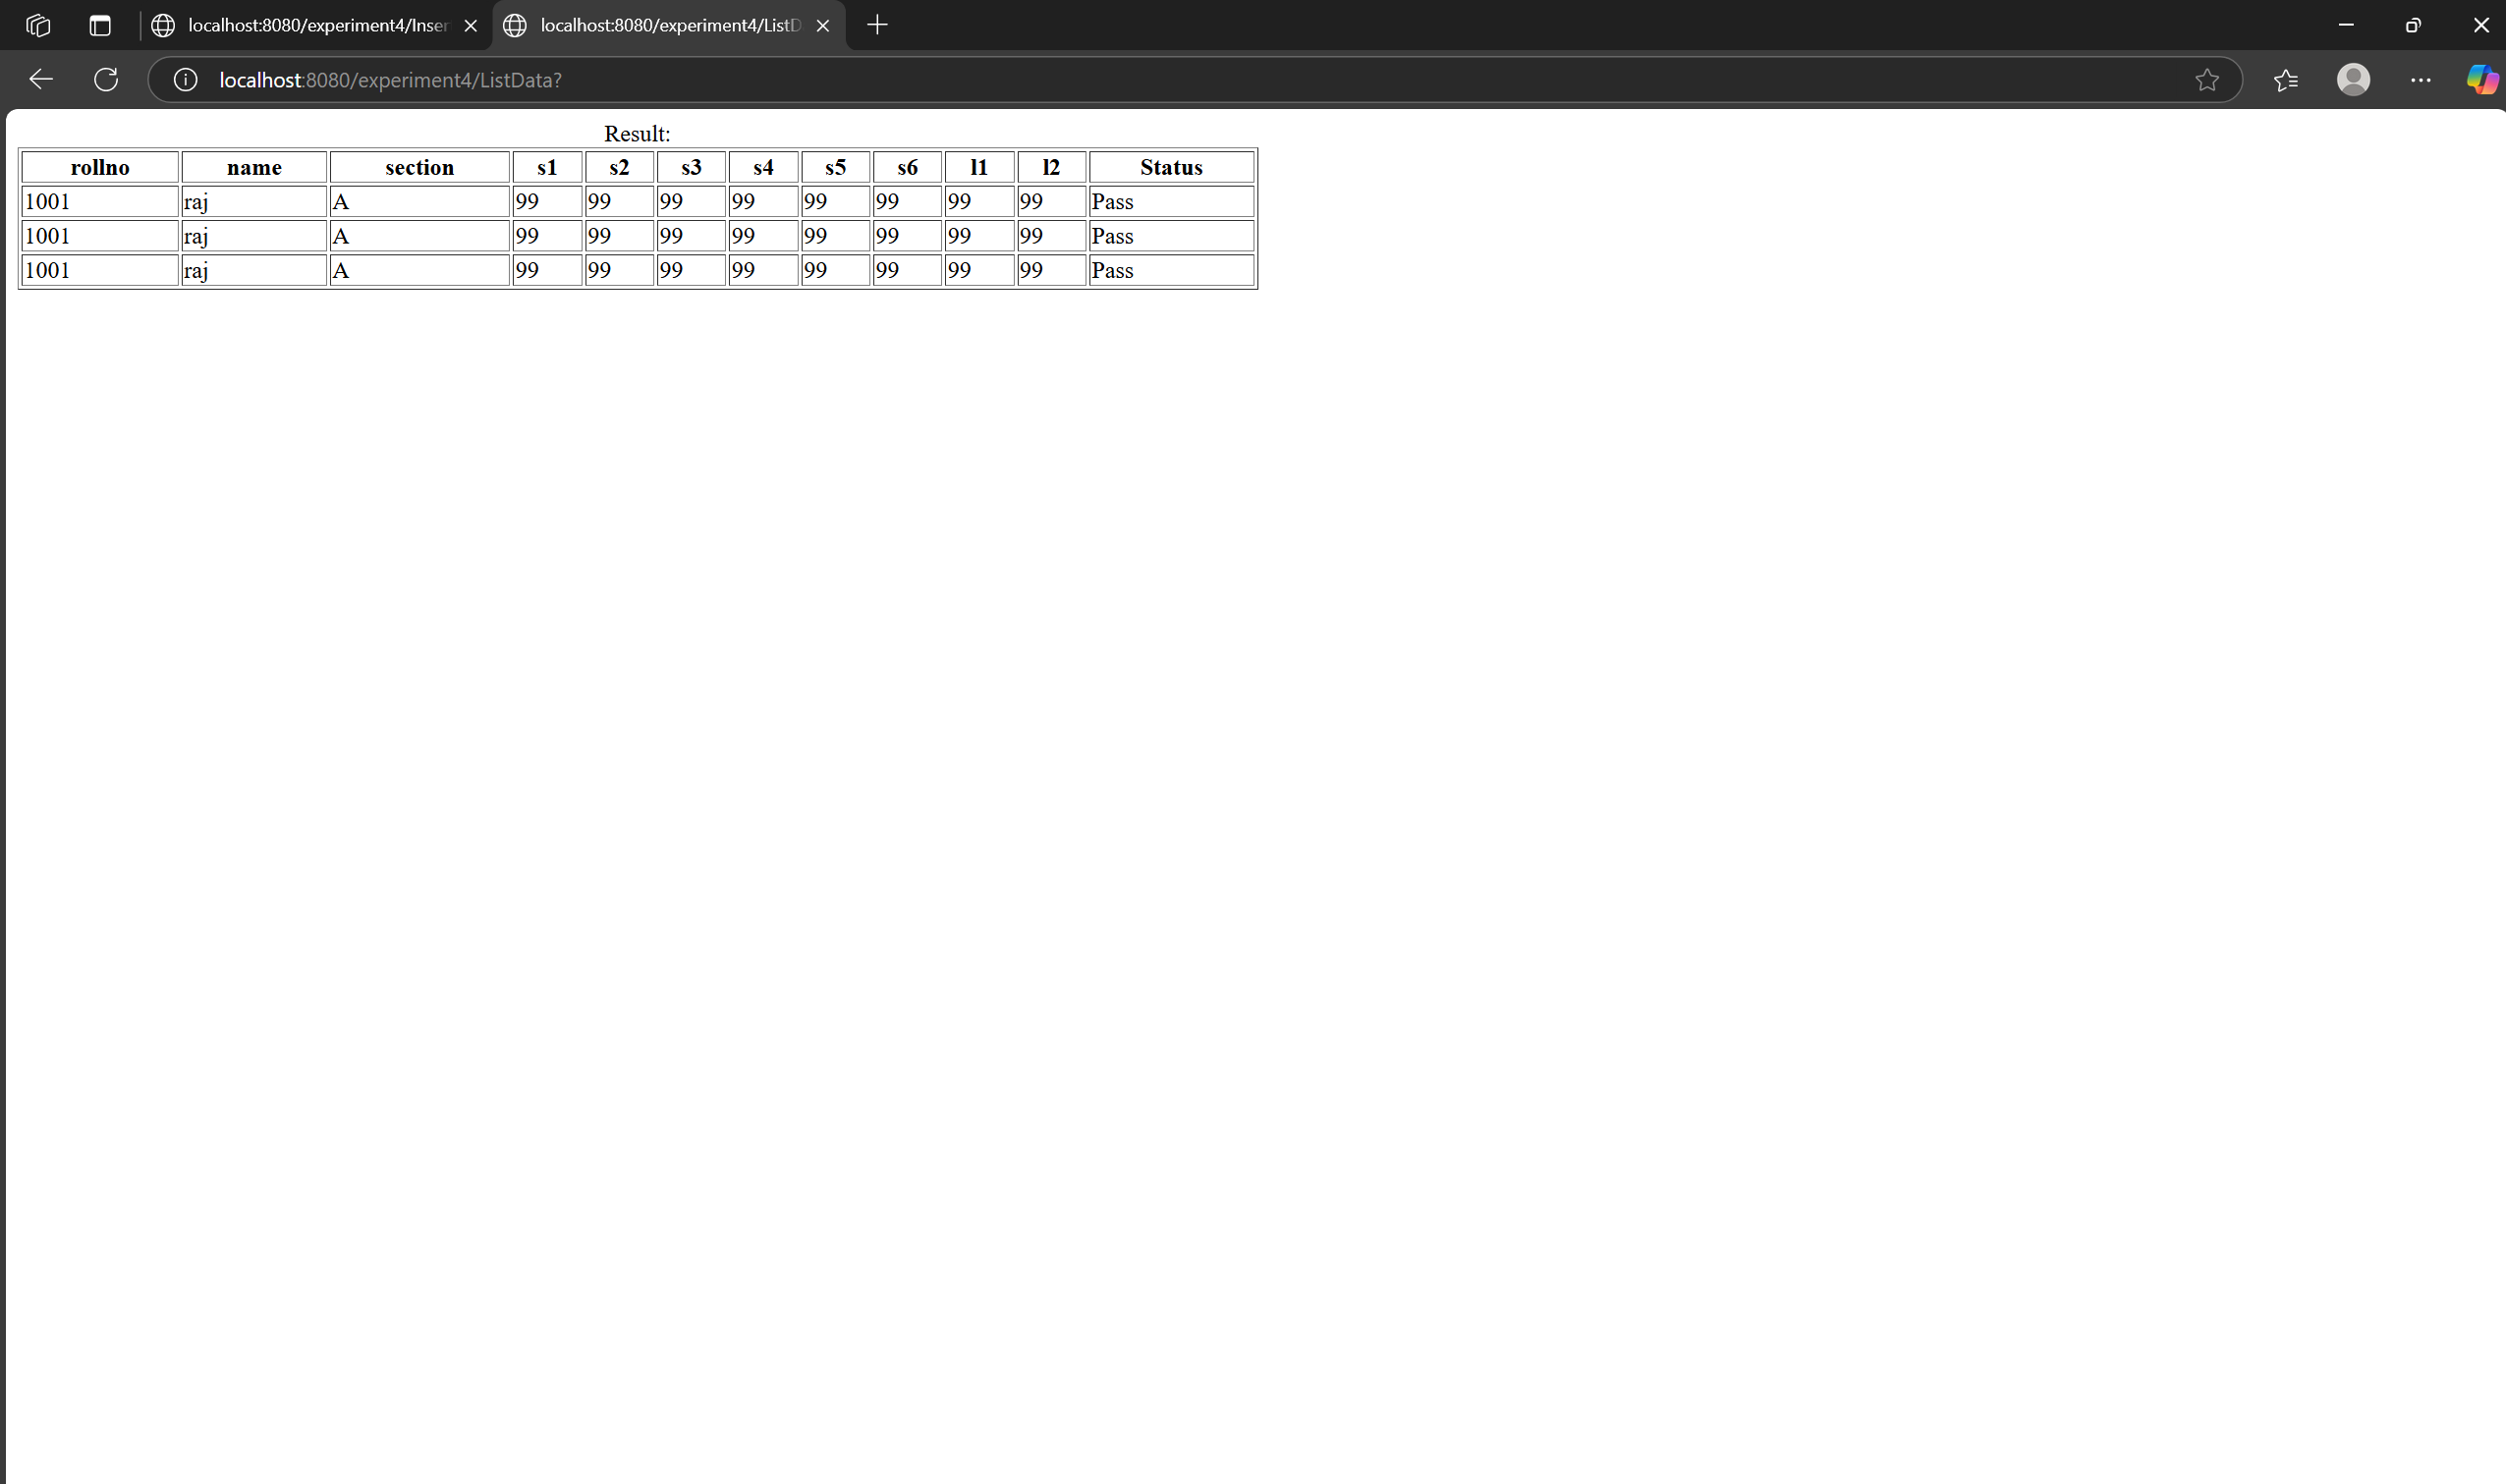 localhost:8080/experiment4/Inser localhost:8080/experiment4/ListD
localhost:8080/experiment4/ListData?
Result:
rollno name section s1 s2 s3 s4 s5 s6 l1 l2 Status
1001 raj A 99 99 99 99 99 99 99 99 Pass
1001 raj A 99 99 99 99 99 99 99 99 Pass
1001 raj A 99 99 99 99 99 99 99 99 Pass